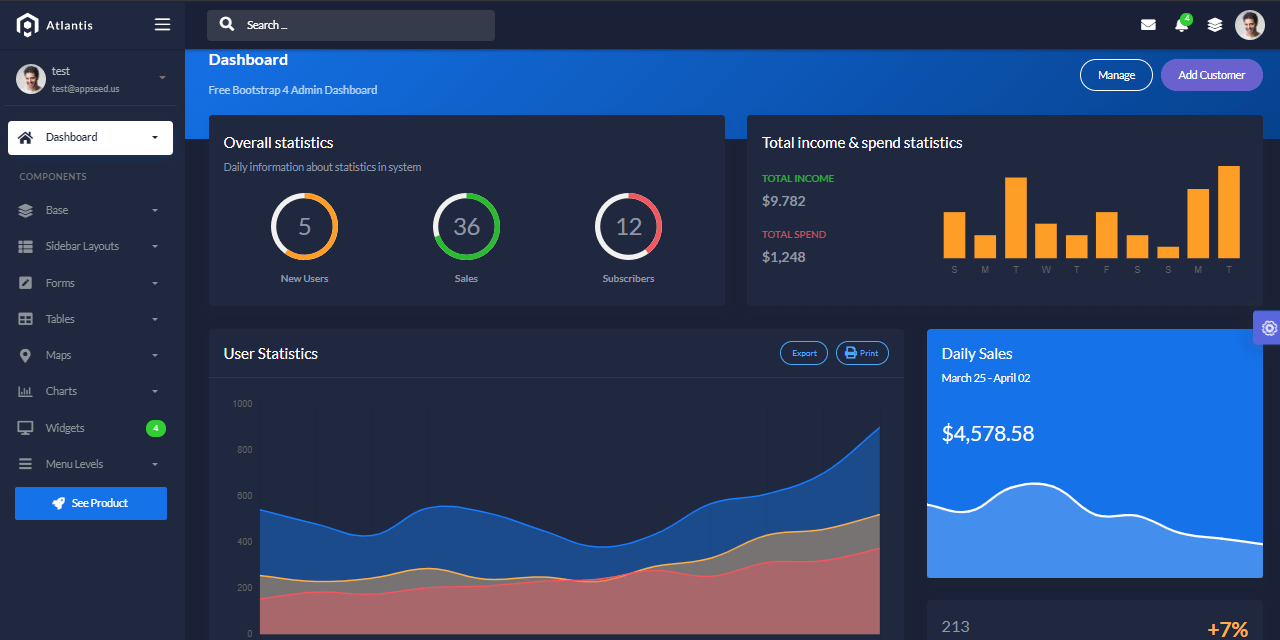 Atlantis
Search ...
4
test
test@appseed.us
Dashboard
COMPONENTS
Base
Sidebar Layouts
Forms
Tables
Maps
Charts
Widgets
4
Menu Levels
See Product
Dashboard
Free Bootstrap 4 Admin Dashboard
Manage
Add Customer
Overall statistics
Daily information about statistics in system
5
36
12
New Users
Sales
Subscribers
Total income & spend statistics
TOTAL INCOME
$9.782
TOTAL SPEND
$1,248
S M T W T F S S M T
User Statistics
Export
Print
1000
800
600
400
200
0
Daily Sales
March 25 - April 02
$4,578.58
213
+7%